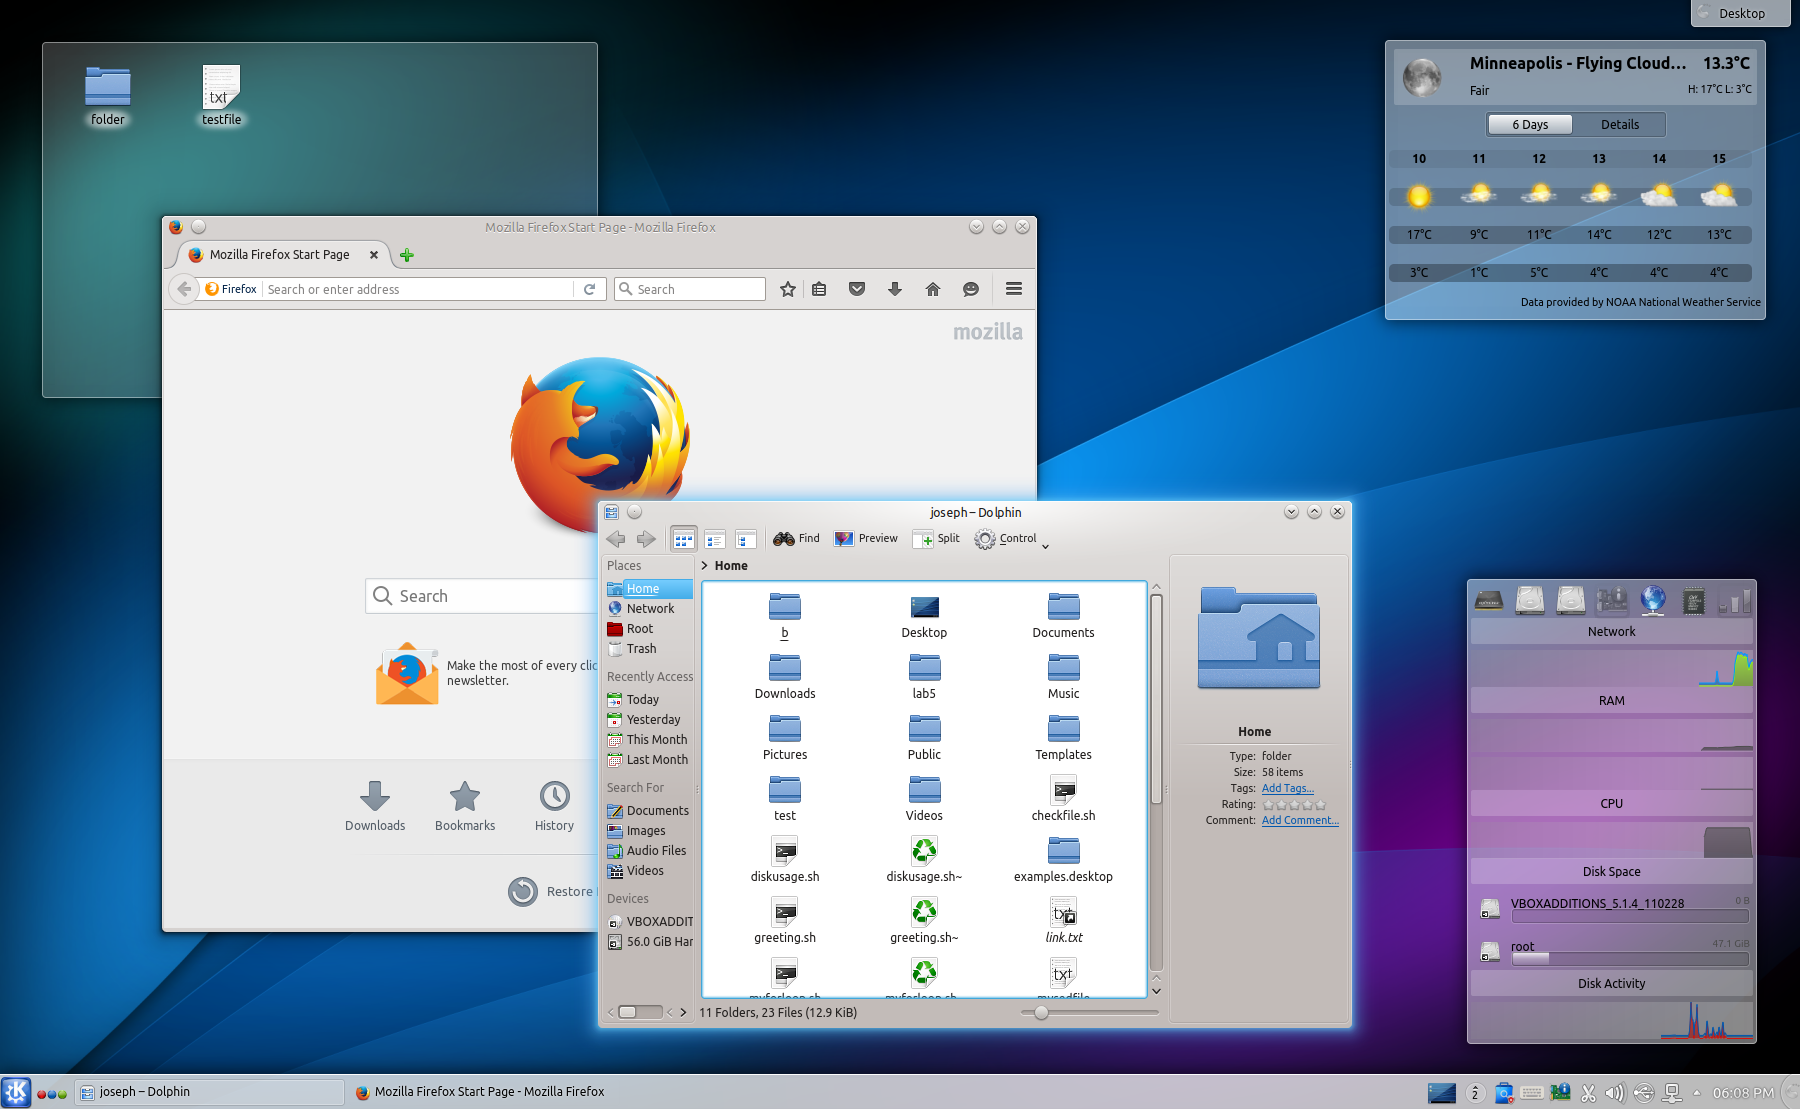 Desktop
folder
testfile
txt
Minneapolis - Flying Cloud... 13.3°C
Fair H: 17°C L: 3°C
6 Days Details
10 11 12 13 14 15
17°C 9°C 11°C 14°C 12°C 13°C
3°C 1°C 5°C 4°C 4°C 4°C
Data provided by NOAA National Weather Service
Mozilla Firefox Start Page - Mozilla Firefox
Mozilla Firefox Start Page
Firefox Search or enter address Search
mozilla
Search
Make the most of every clic
newsletter.
Downloads Bookmarks History
Restore
joseph – Dolphin
Find Preview Split Control
Places
Home
Network
Root
Trash
Recently Access
Today
Yesterday
This Month
Last Month
Search For
Documents
Images
Audio Files
Videos
Devices
VBOXADDIT
56.0 GiB Har
> Home
b Desktop Documents
Downloads lab5 Music
Pictures Public Templates
test Videos checkfile.sh
diskusage.sh diskusage.sh~ examples.desktop
txt
greeting.sh greeting.sh~ link.txt
txt
myforloop.sh myforloop.sh~ mysedfile
11 Folders, 23 Files (12.9 KiB)
Home
Type: folder
Size: 58 items
Tags: Add Tags...
Rating:
Comment: Add Comment...
Network
RAM
CPU
Disk Space
VBOXADDITIONS_5.1.4_110228 0 B
root 47.1 GiB
Disk Activity
joseph – Dolphin
Mozilla Firefox Start Page - Mozilla Firefox
2
06:08 PM